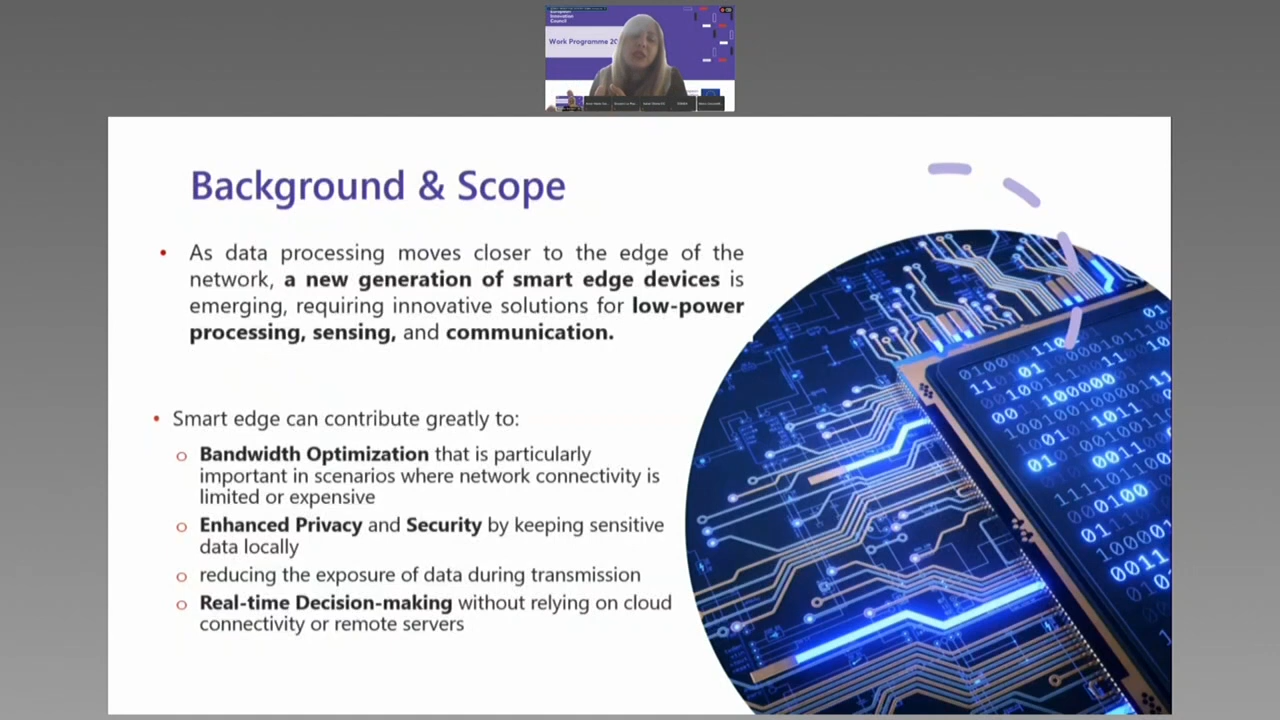 European
Innovation
Council
Work Programme 20
Background & Scope
• As data processing moves closer to the edge of the
network, a new generation of smart edge devices is
emerging, requiring innovative solutions for low-power
processing, sensing, and communication.
• Smart edge can contribute greatly to:
o Bandwidth Optimization that is particularly
important in scenarios where network connectivity is
limited or expensive
o Enhanced Privacy and Security by keeping sensitive
data locally
o reducing the exposure of data during transmission
o Real-time Decision-making without relying on cloud
connectivity or remote servers